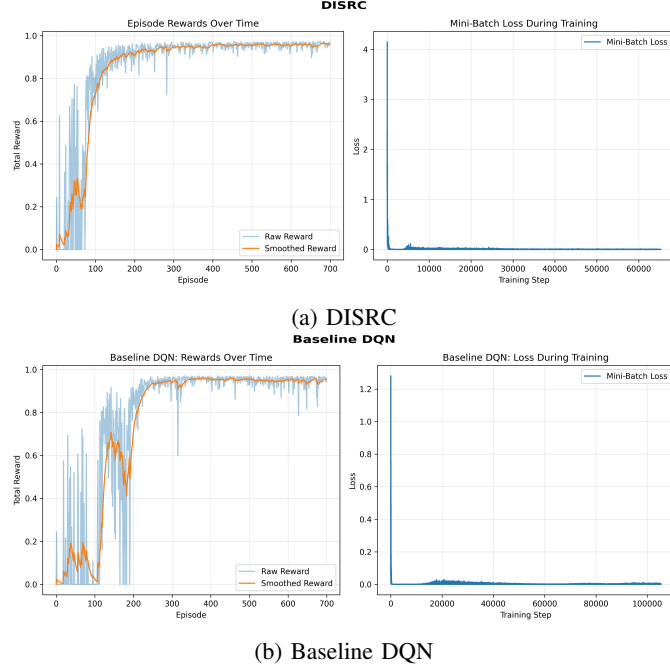 DISRC
Episode Rewards Over Time
Total Reward
1.0
0.8
0.6
0.4
0.2
0.0
0 100 200 300 400 500 600 700
Episode
Raw Reward
Smoothed Reward
Mini-Batch Loss During Training
Loss
4
3
2
1
0
0 10000 20000 30000 40000 50000 60000
Training Step
Mini-Batch Loss
(a) DISRC
Baseline DQN
Baseline DQN: Rewards Over Time
Total Reward
1.0
0.8
0.6
0.4
0.2
0.0
0 100 200 300 400 500 600 700
Episode
Raw Reward
Smoothed Reward
Baseline DQN: Loss During Training
Loss
1.2
1.0
0.8
0.6
0.4
0.2
0.0
0 20000 40000 60000 80000 100000
Training Step
Mini-Batch Loss
(b) Baseline DQN